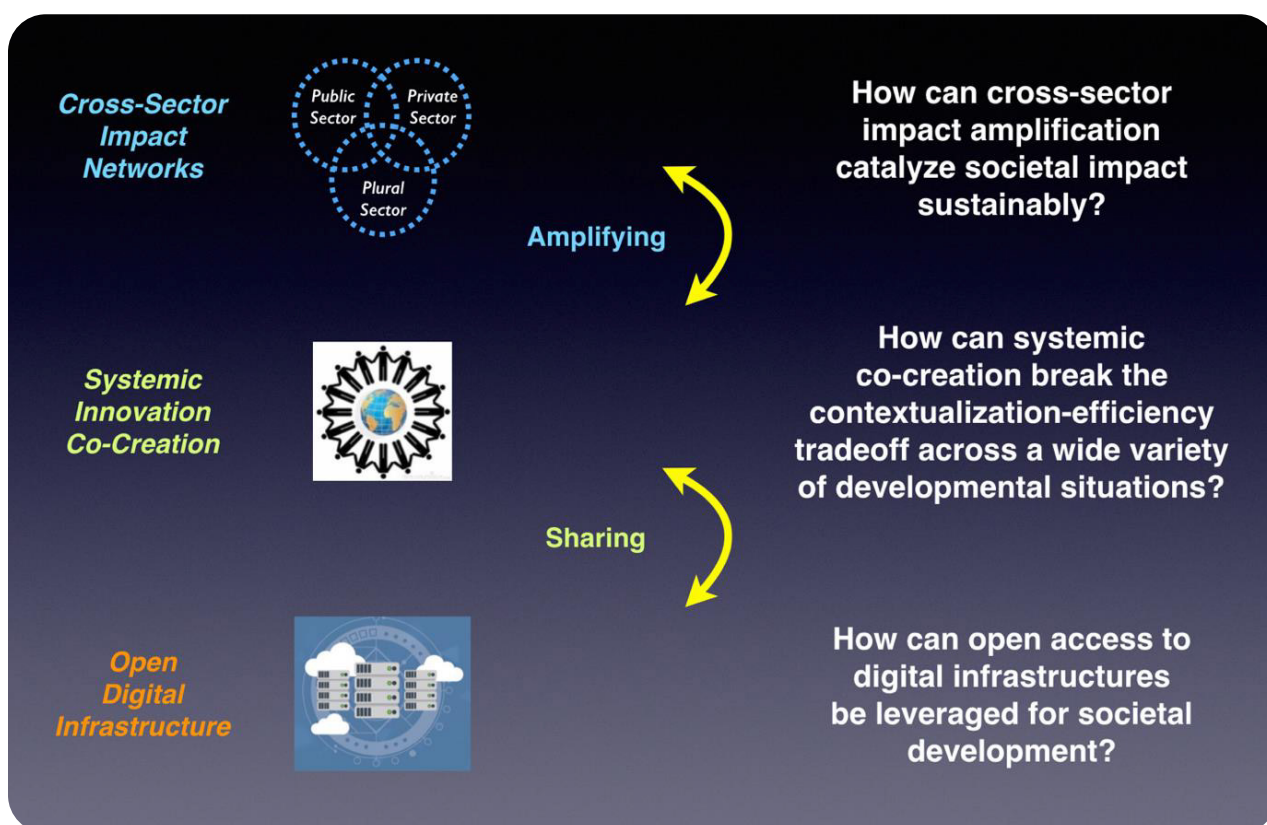 Cross-Sector
Impact
Networks
Public
Sector
Private
Sector
Plural
Sector
Amplifying
How can cross-sector
impact amplification
catalyze societal impact
sustainably?
Systemic
Innovation
Co-Creation
Sharing
How can systemic
co-creation break the
contextualization-efficiency
tradeoff across a wide variety
of developmental situations?
Open
Digital
Infrastructure
How can open access to
digital infrastructures
be leveraged for societal
development?